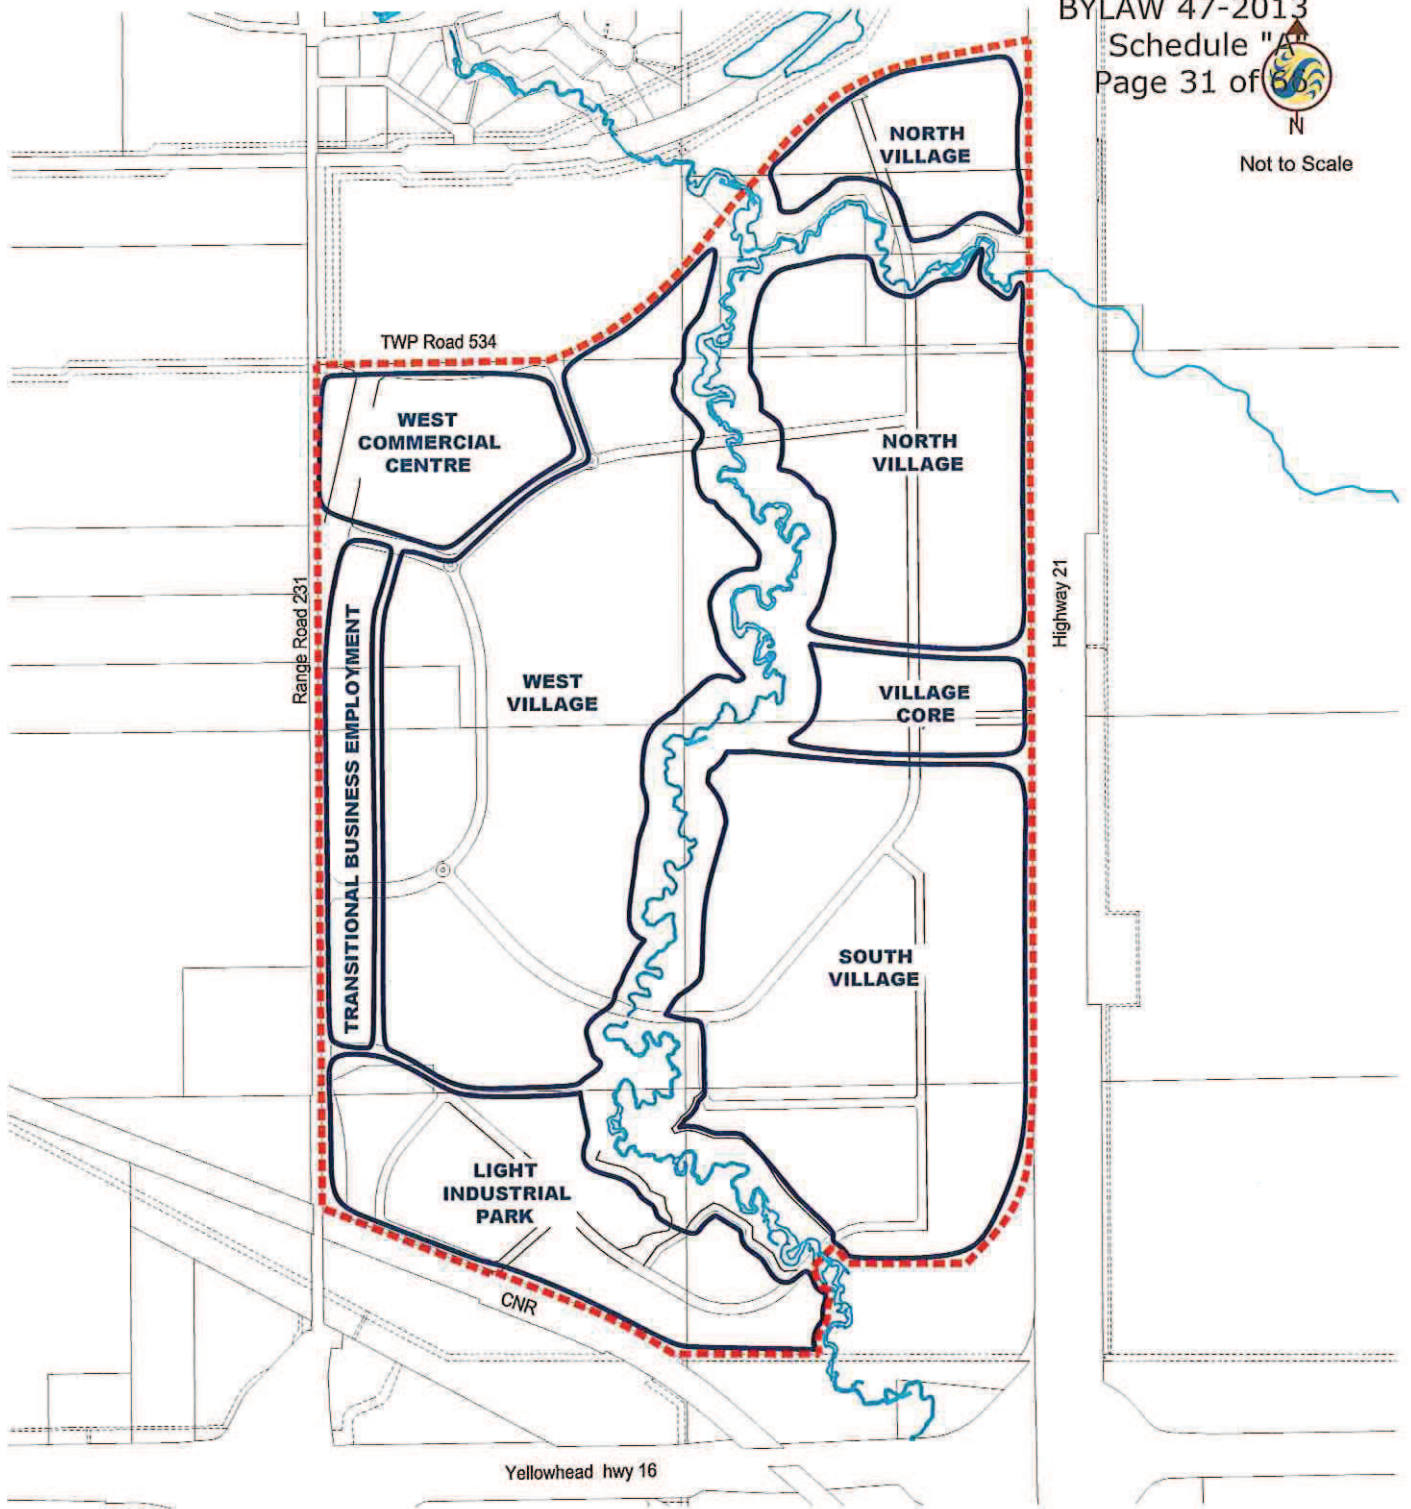 BYLAW 47-2013
Schedule "A"
Page 31 of 66
N
Not to Scale
NORTH
VILLAGE
TWP Road 534
WEST
COMMERCIAL
CENTRE
NORTH
VILLAGE
Range Road 231
Highway 21
TRANSITIONAL BUSINESS EMPLOYMENT
WEST
VILLAGE
VILLAGE
CORE
SOUTH
VILLAGE
LIGHT
INDUSTRIAL
PARK
CNR
Yellowhead hwy 16